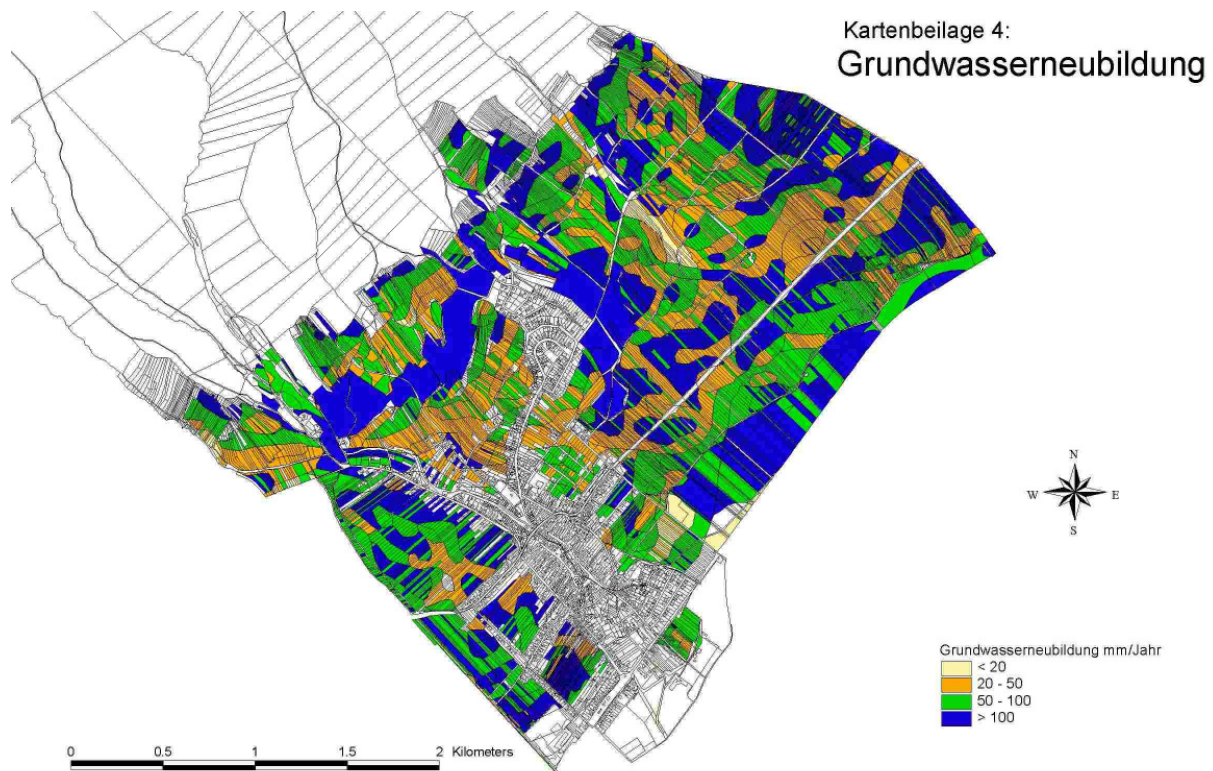 Kartenbeilage 4:
Grundwasserneubildung
N
W E
S
Grundwasserneubildung mm/Jahr
< 20
20 - 50
50 - 100
> 100
0 0.5 1 1.5 2 Kilometers